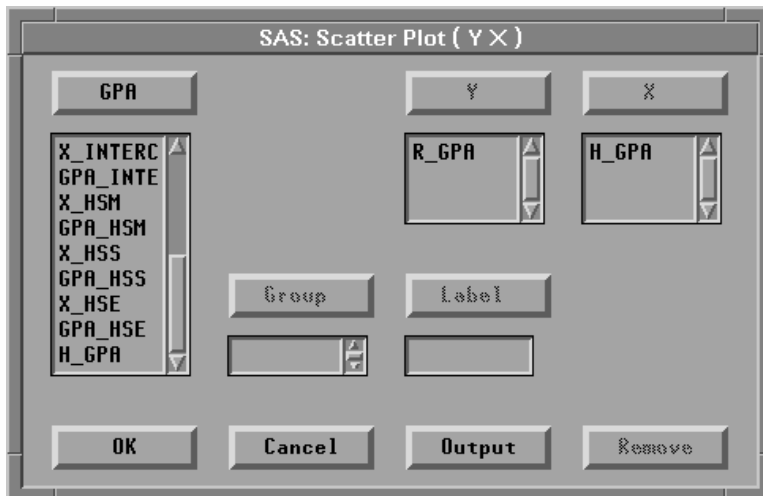 SAS: Scatter Plot ( Y X )
GPA
Y
X
X_INTERC
GPA_INTE
X_HSM
GPA_HSM
X_HSS
GPA_HSS
X_HSE
GPA_HSE
H_GPA
R_GPA
H_GPA
Group
Label
OK
Cancel
Output
Remove